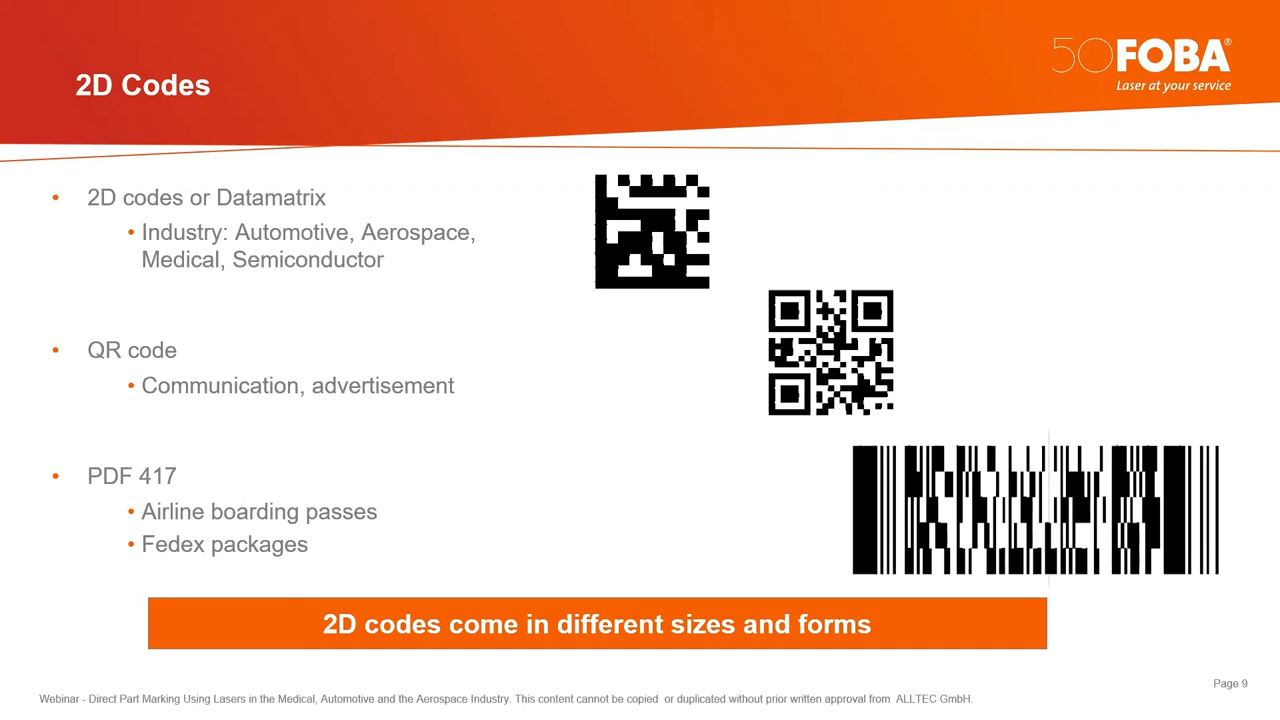 2D Codes
50 FOBA®
Laser at your service
• 2D codes or Datamatrix
• Industry: Automotive, Aerospace,
Medical, Semiconductor
• QR code
• Communication, advertisement
• PDF 417
• Airline boarding passes
• Fedex packages
2D codes come in different sizes and forms
Page 9
Webinar - Direct Part Marking Using Lasers in the Medical, Automotive and the Aerospace Industry. This content cannot be copied or duplicated without prior written approval from ALLTEC GmbH.